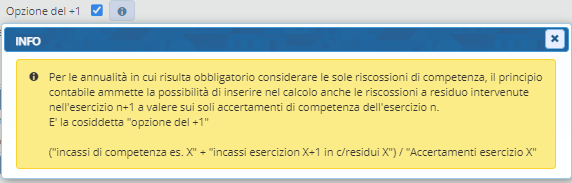 Opzione del +1
INFO
Per le annualità in cui risulta obbligatorio considerare le sole riscossioni di competenza, il principio
contabile ammette la possibilità di inserire nel calcolo anche le riscossioni a residuo intervenute
nell'esercizio n+1 a valere sui soli accertamenti di competenza dell'esercizio n.
E' la cosiddetta "opzione del +1"
("incassi di competenza es. X" + "incassi esercizion X+1 in c/residui X") / "Accertamenti esercizio X"